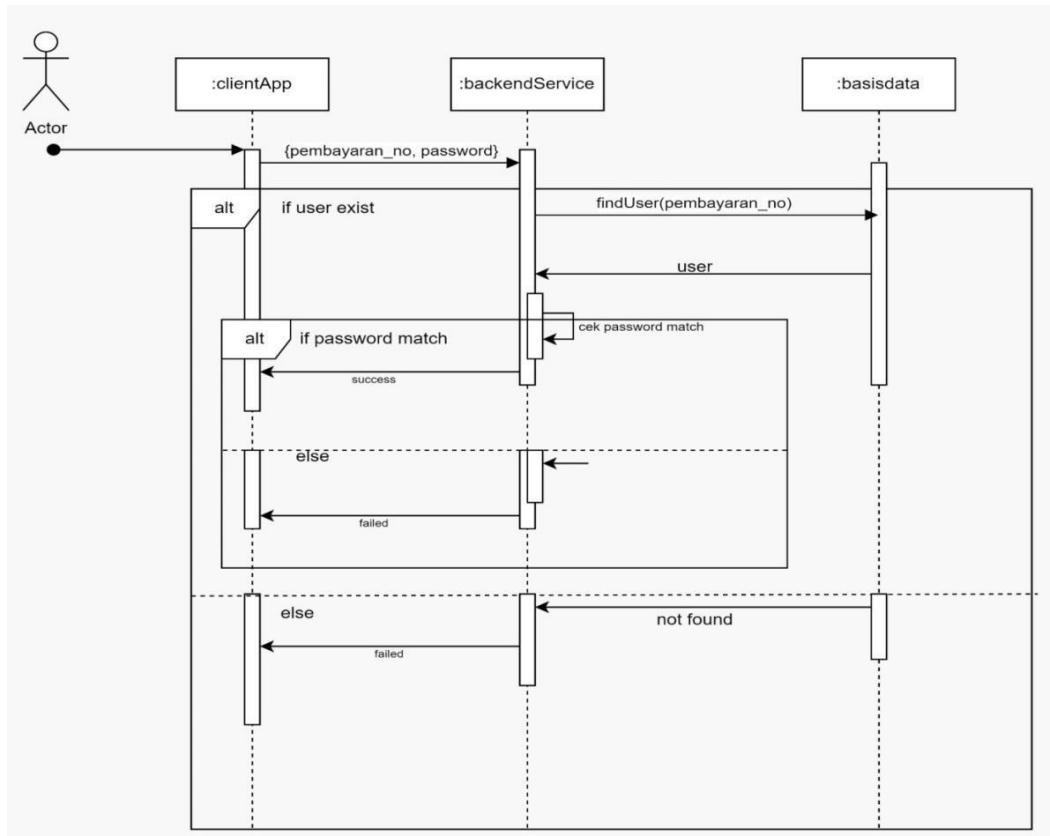 :clientApp
:backendService
:basisdata
Actor
{pembayaran_no, password}
alt
if user exist
findUser(pembayaran_no)
user
cek password match
alt
if password match
success
else
failed
else
not found
failed